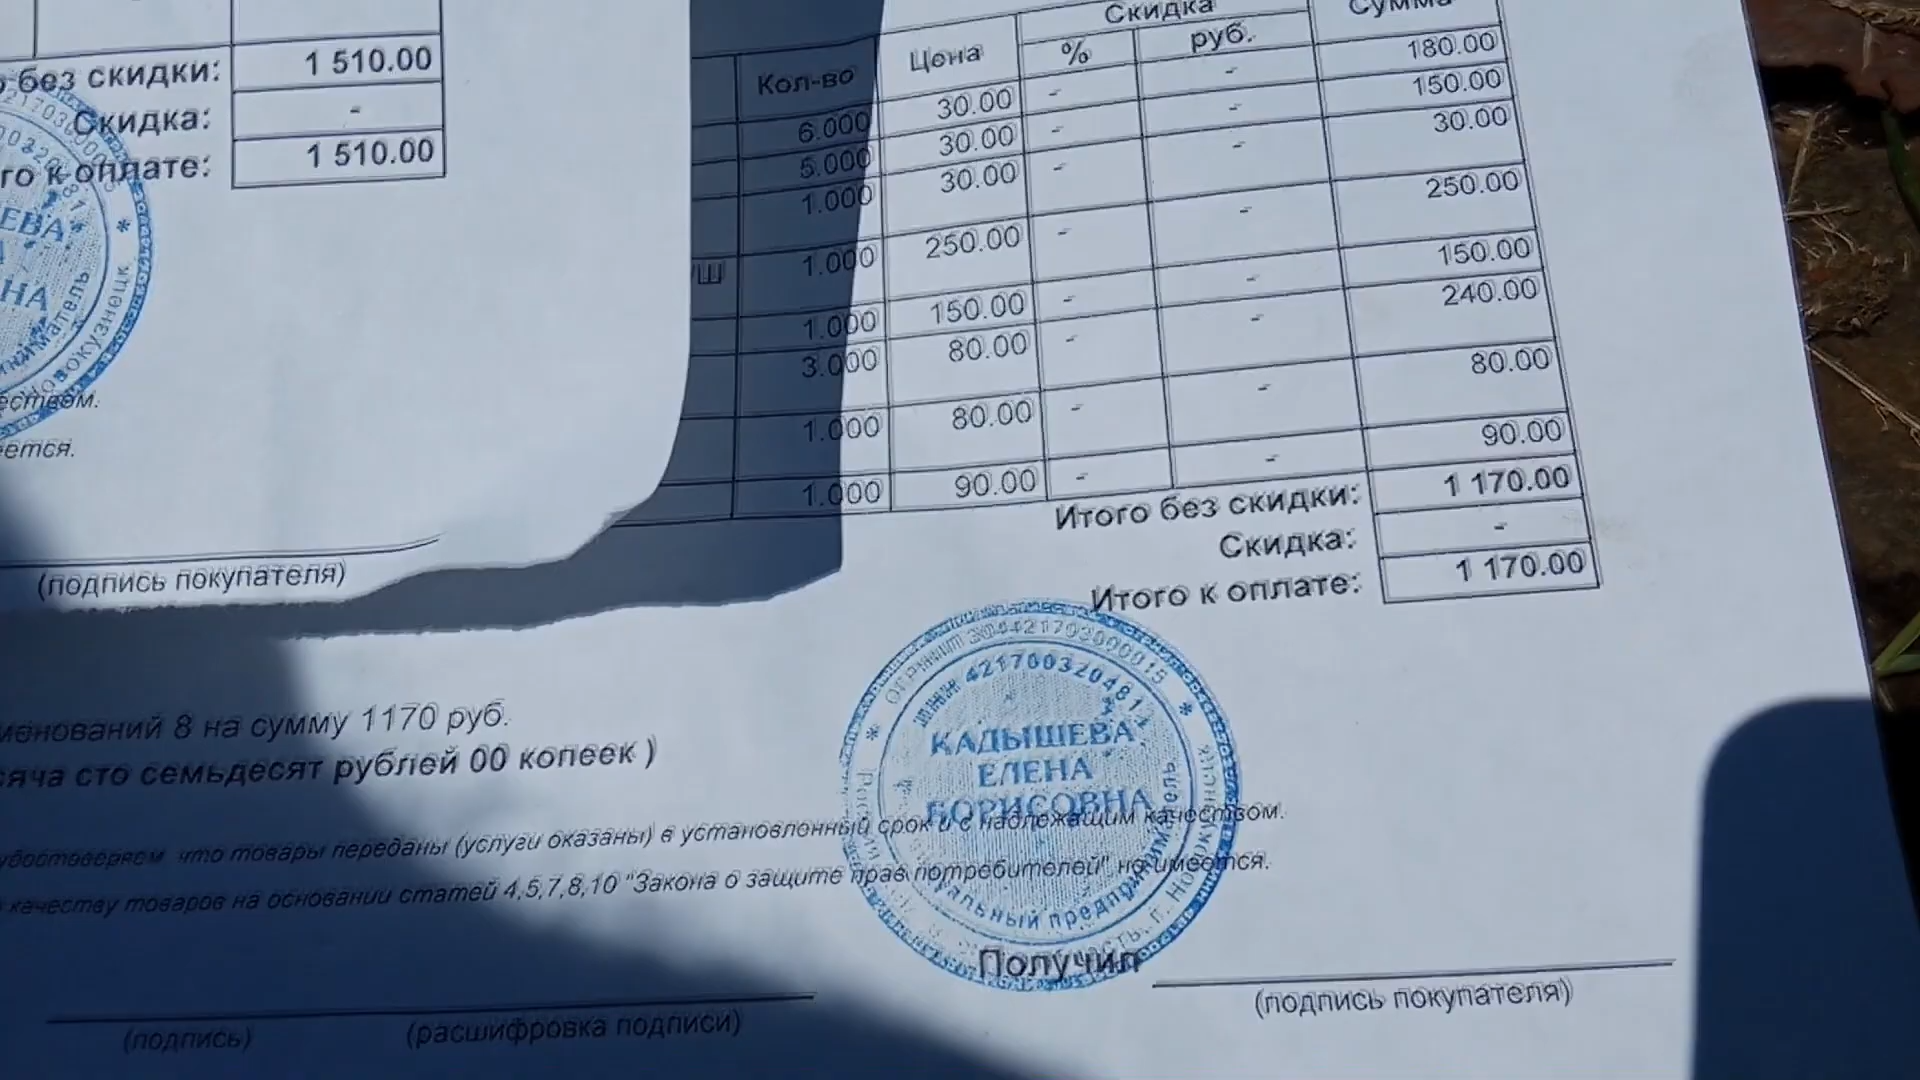 без скидки: 1 510.00
Скидка: -
го к оплате: 1 510.00
ЕВА
НА
Новокузнецк
еством.
еется.
(подпись покупателя)
Кол-во Цена Скидка Сумма
% руб.
6.000 30.00 - - 180.00
5.000 30.00 - - 150.00
1.000 30.00 - - 30.00
УШ 1.000 250.00 - - 250.00
1.000 150.00 - - 150.00
3.000 80.00 - - 240.00
1.000 80.00 - - 80.00
1.000 90.00 - - 90.00
Итого без скидки: 1 170.00
Скидка: -
Итого к оплате: 1 170.00
менований 8 на сумму 1170 руб.
сяча сто семьдесят рублей 00 копеек )
КАДЫШЕВА
ЕЛЕНА
БОРИСОВНА
удостоверяем что товары переданы (услуги оказаны) в установленный срок и с надлежащим качеством.
качеству товаров на основании статей 4,5,7,8,10 "Закона о защите прав потребителей" не имеется.
Получил
(подпись) (расшифровка подписи) (подпись покупателя)